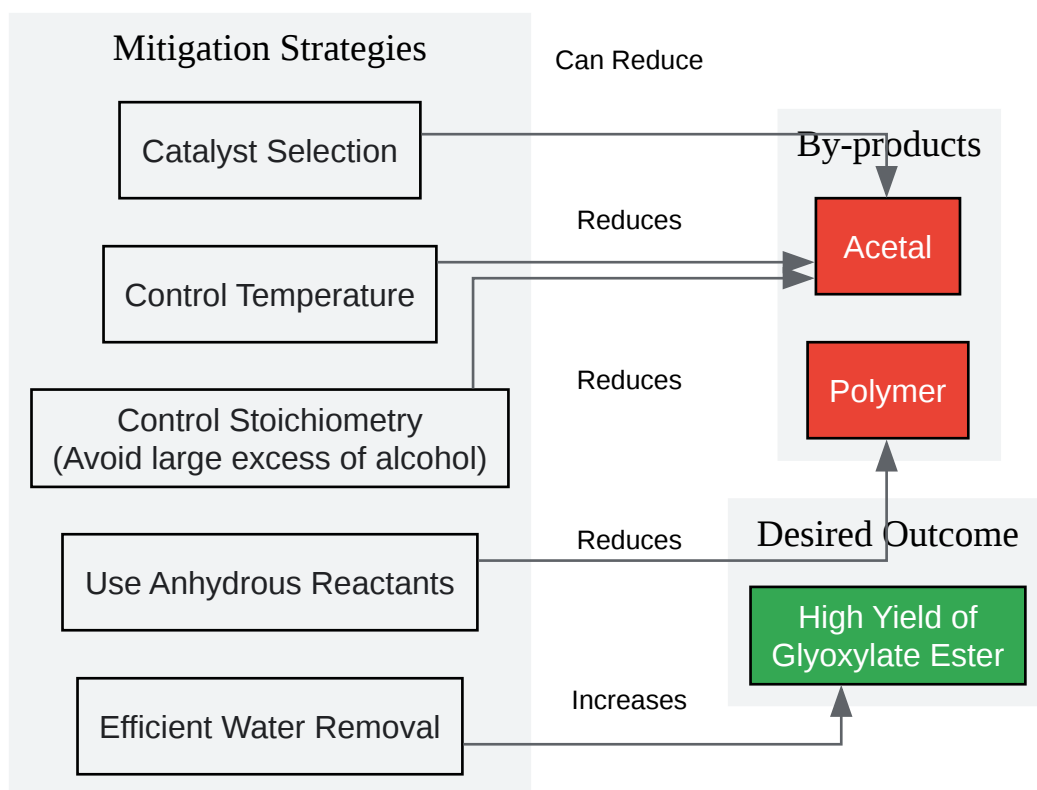 Mitigation Strategies
Can Reduce
Catalyst Selection
By-products
Reduces
Acetal
Control Temperature
Reduces
Polymer
Control Stoichiometry
(Avoid large excess of alcohol)
Reduces
Desired Outcome
Use Anhydrous Reactants
High Yield of
Glyoxylate Ester
Increases
Efficient Water Removal